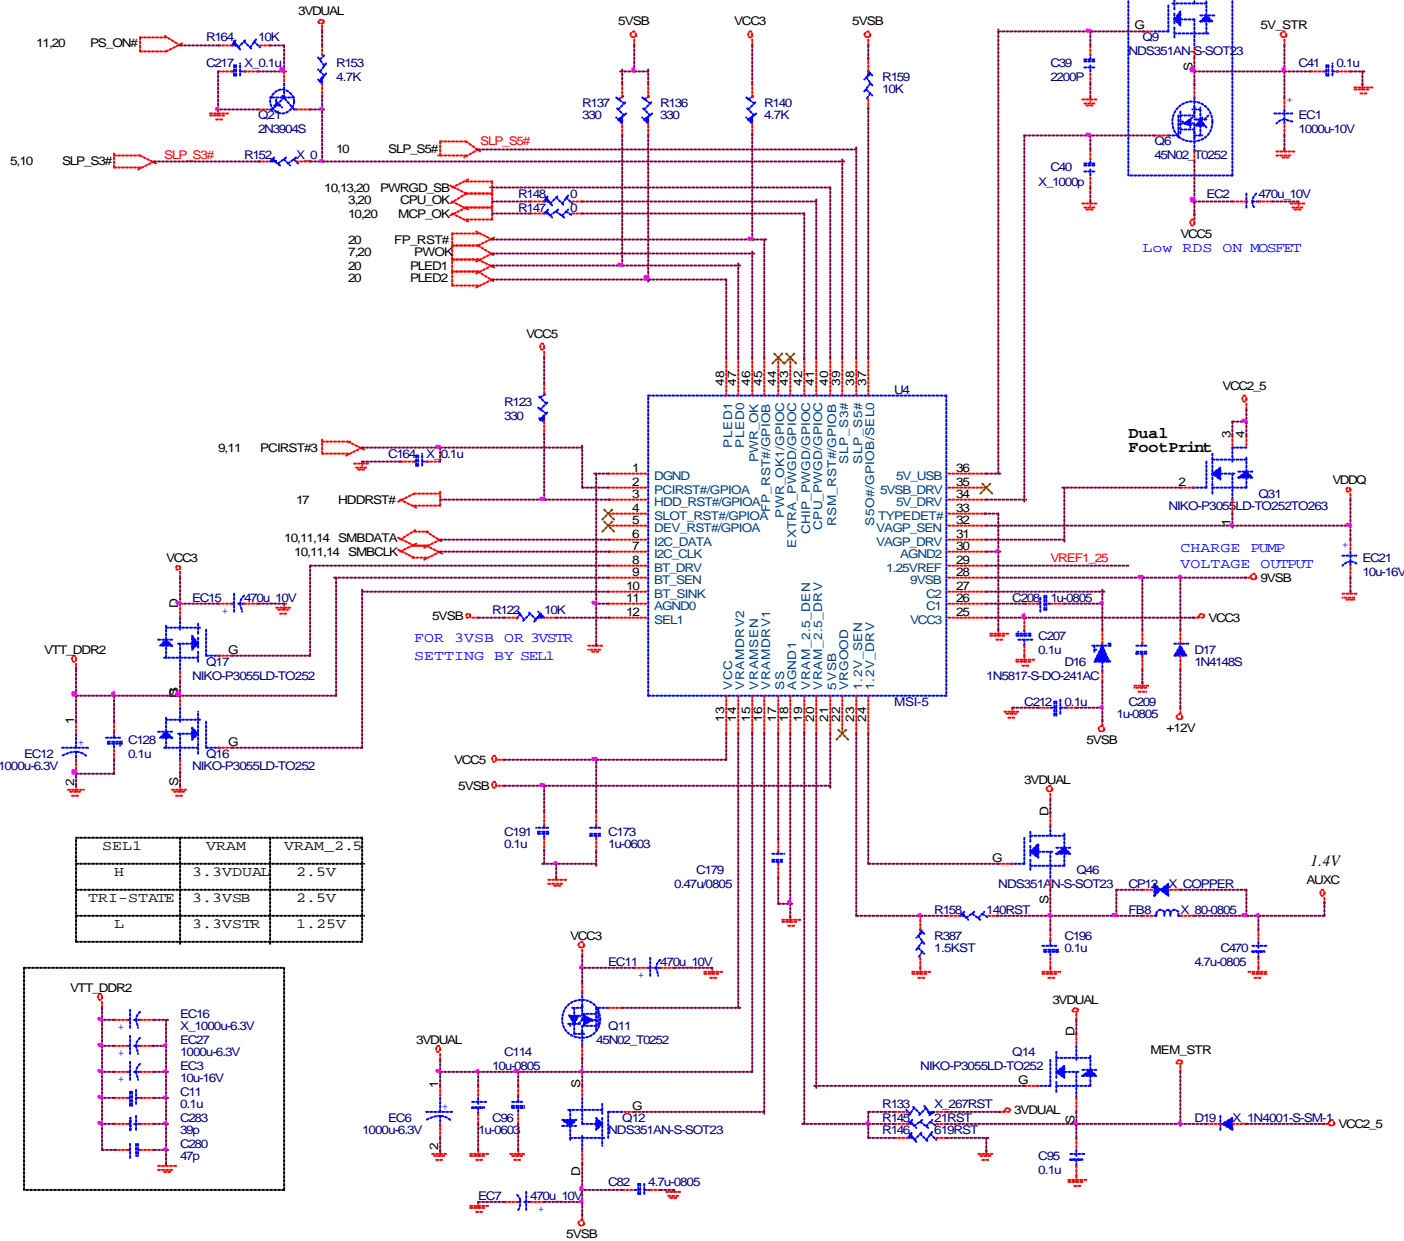 3VDUAL
11,20 PS_ON#
R164 10K
C217 X_0.1u
R153
4.7K
Q21
2N3904S
5,10 SLP_S3# SLP_S3#
R152 X_0
10 SLP_S5# SLP_S5#
5VSB
R137
330
R136
330
VCC3
R140
4.7K
5VSB
R159
10K
10,13,20 PWRGD_SB
3,20 CPU_OK
10,20 MCP_OK
R148 0
R147 0
20 FP_RST#
7,20 PWOK
20 PLED1
20 PLED2
C39
2200P
G
Q9
NDS351AN-S-SOT23
S
5V_STR
C41 0.1u
EC1
1000u-10V
Q6
45N02_T0252
C40
X_1000p
EC2 470u_10V
VCC5
Low RDS ON MOSFET
VCC5
R123
330
9,11 PCIRST#3
C164 X_0.1u
17 HDDRST#
10,11,14 SMBDATA
10,11,14 SMBCLK
5VSB R122 10K
FOR 3VSB OR 3VSTR
SETTING BY SEL1
U4
48 PLED1
47 PLED0
46 PWR_OK
45 FP_RST#/GPIOB
44 PWR_OK1/GPIOC
43 EXTRA_PWGD/GPIOC
42 CHIP_PWGD/GPIOC
41 CPU_PWGD/GPIOC
40 RSM_RST#/GPIOB
39 SLP_S3#
38 SLP_S5#
37 S5O#/GPIOB/SEL0
1 DGND
2 PCIRST#/GPIOA
3 HDD_RST#/GPIOA
4 SLOT_RST#/GPIOA
5 DEV_RST#/GPIOA
6 I2C_DATA
7 I2C_CLK
8 BT_DRV
9 BT_SEN
10 BT_SINK
11 AGND0
12 SEL1
5V_USB 36
5VSB_DRV 35
5V_DRV 34
TYPEDET# 33
VAGP_SEN 32
VAGP_DRV 31
AGND2 30
1.25VREF 29
9VSB 28
C2 27
C1 26
VCC3 25
13 VCC
14 VRAMDRV2
15 VRAMSEN
16 VRAMDRV1
17 SS
18 AGND1
19 VRAM_2.5_DEN
20 VRAM_2.5_DRV
21 5VSB
22 VRGOOD
23 1.2V_SEN
24 1.2V_DRV
MSI-5
VCC2_5
Dual
FootPrint
3
4
2
1
Q31
NIKO-P3055LD-TO252TO263
VDDQ
EC21
10u-16V
VREF1_25
CHARGE PUMP
VOLTAGE OUTPUT
9VSB
C208 1u-0805
VCC3
C207
0.1u
D16
1N5817-S-DO-241AC
D17
1N4148S
C209
1u-0805
C212 0.1u
5VSB
+12V
VCC3
EC15 470u_10V
D
G
Q17
NIKO-P3055LD-TO252
VTT_DDR2
S
1
EC12
1000u-6.3V
2
C128
0.1u
G
Q16
NIKO-P3055LD-TO252
S
VCC5
5VSB
C191
0.1u
C173
1u-0603
C179
0.47u/0805
SEL1 VRAM VRAM_2.5
H 3.3VDUAL 2.5V
TRI-STATE 3.3VSB 2.5V
L 3.3VSTR 1.25V
VTT_DDR2
EC16
X_1000u-6.3V
EC27
1000u-6.3V
EC3
10u-16V
C11
0.1u
C283
39p
C280
47p
VCC3
EC11 470u_10V
Q11
45N02_T0252
3VDUAL
1
EC6
1000u-6.3V
2
C114
10u-0805
C96
1u-0603
S
G
Q12
NDS351AN-S-SOT23
D
C82 4.7u-0805
EC7 470u_10V
5VSB
3VDUAL
D
G
Q46
NDS351AN-S-SOT23
S
CP12 X_COPPER
FB8 X_80-0805
1.4V
AUXC
R158 140RST
R387
1.5KST
C196
0.1u
C470
4.7u-0805
3VDUAL
D
Q14
NIKO-P3055LD-TO252
G
S
MEM_STR
R133 X_267RST
3VDUAL
R145 21RST
R146 619RST
D19 X_1N4001-S-SM-1
VCC2_5
C95
0.1u